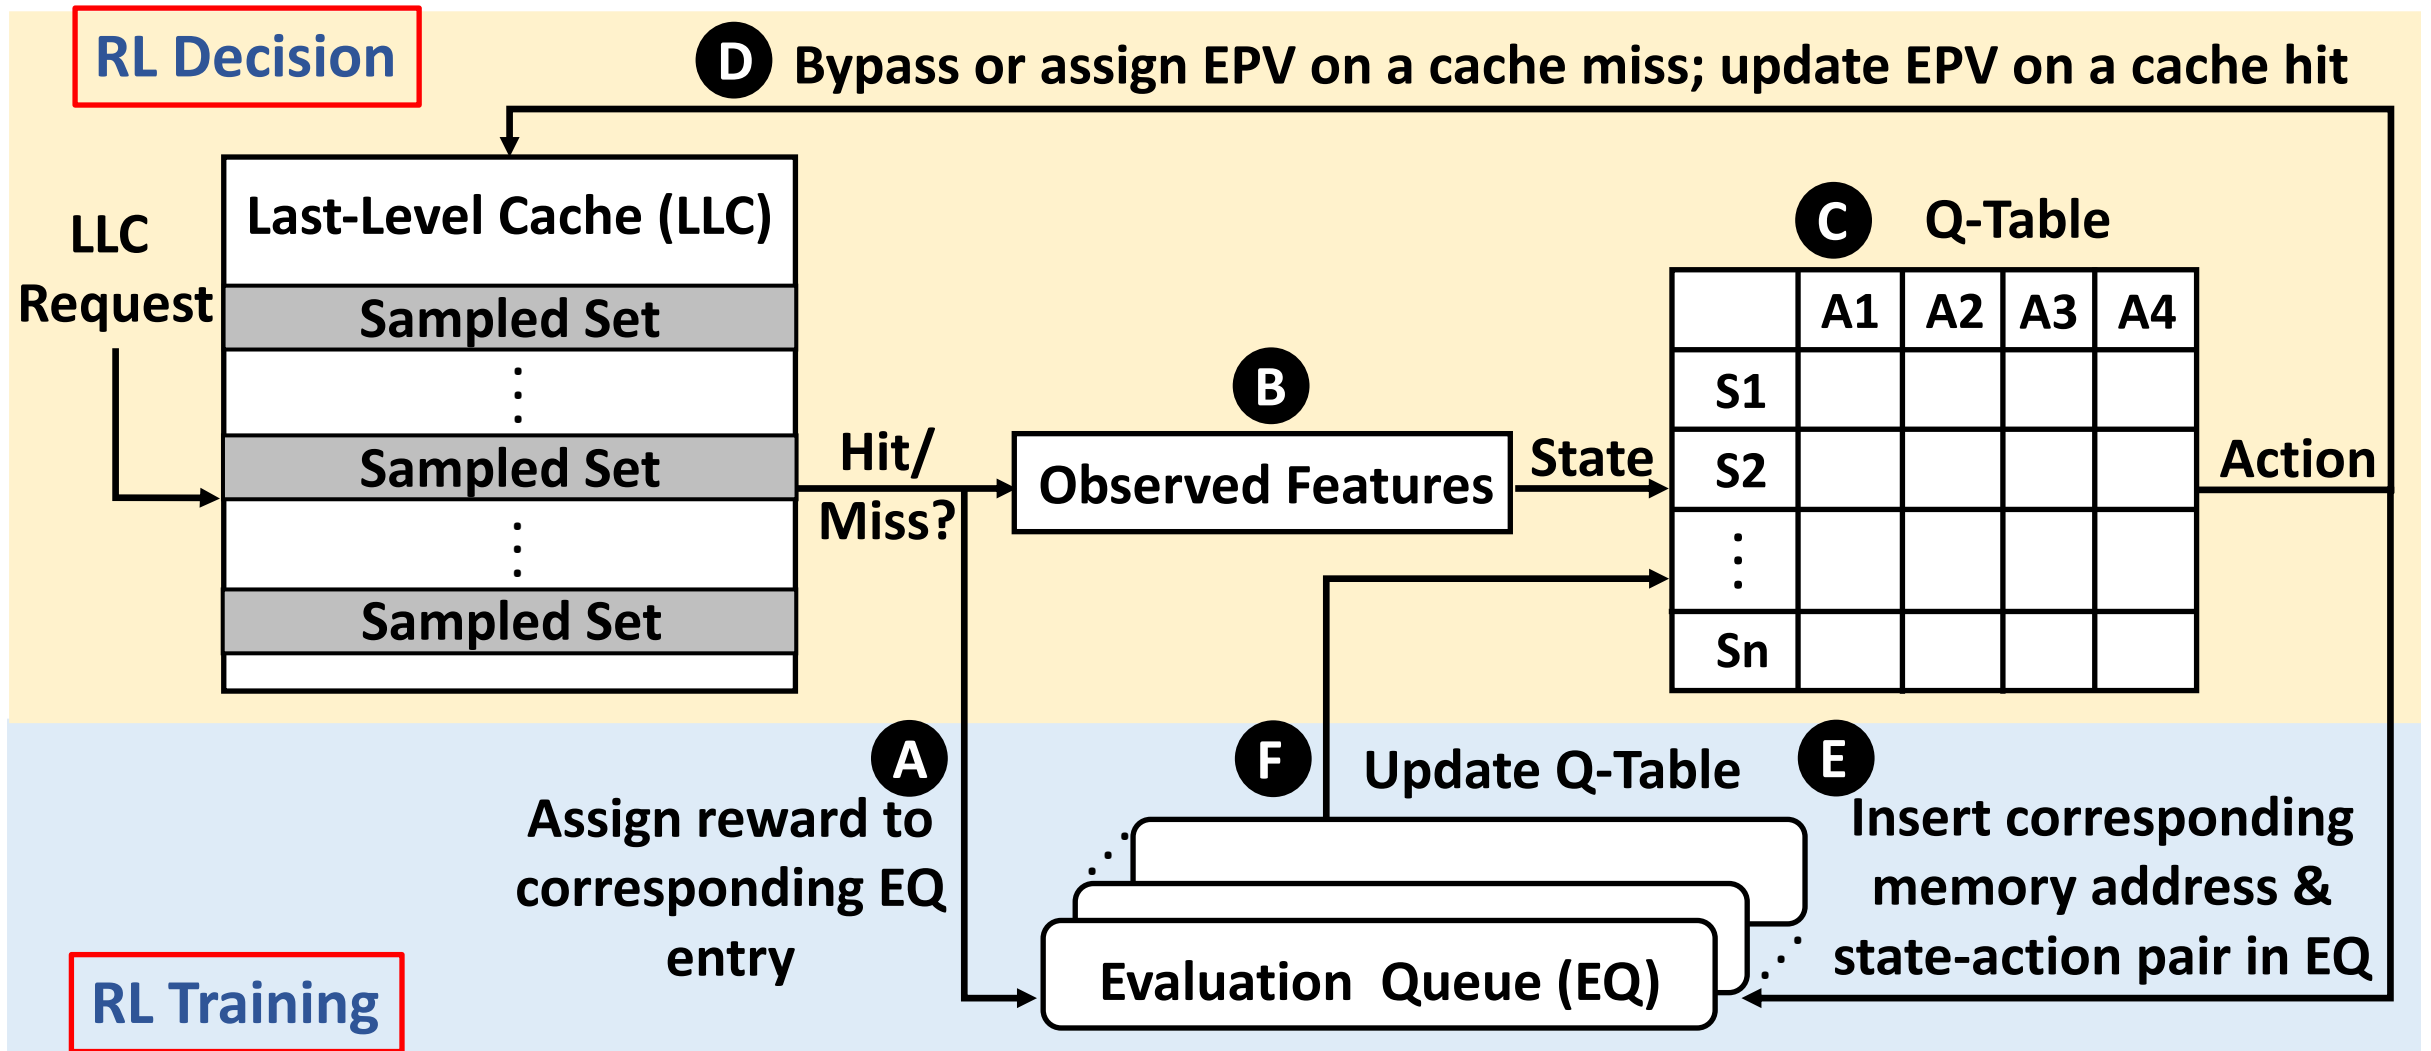 RL Decision
D Bypass or assign EPV on a cache miss; update EPV on a cache hit
LLC
Request
Last-Level Cache (LLC)
Sampled Set
Sampled Set
Sampled Set
Hit/
Miss?
B
Observed Features
State
C Q-Table
A1 A2 A3 A4
S1
S2
Sn
Action
A
Assign reward to
corresponding EQ
entry
F Update Q-Table
E
Insert corresponding
memory address &
state-action pair in EQ
Evaluation Queue (EQ)
RL Training